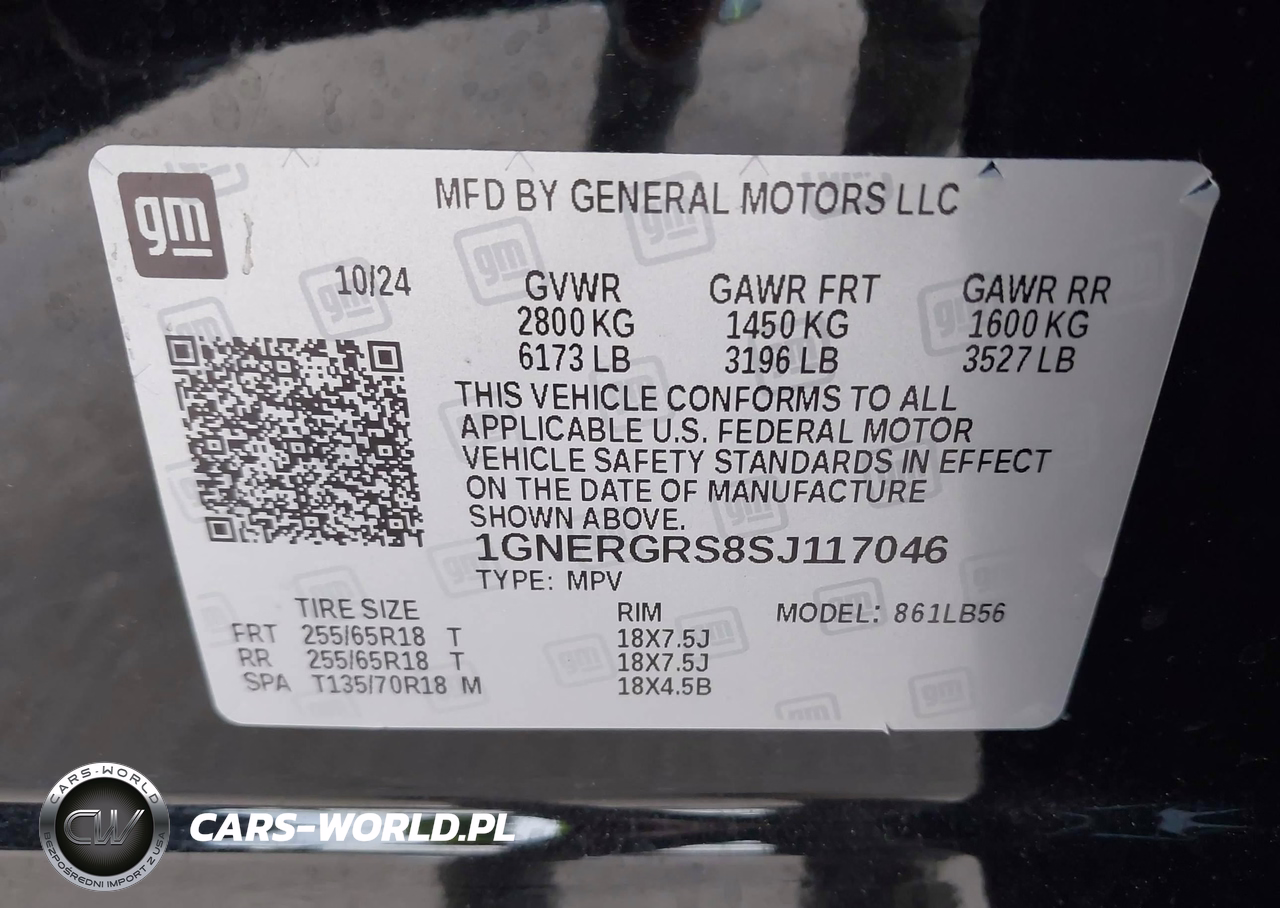 gm
MFD BY GENERAL MOTORS LLC
10/24 GVWR GAWR FRT GAWR RR
2800 KG 1450 KG 1600 KG
6173 LB 3196 LB 3527 LB
THIS VEHICLE CONFORMS TO ALL
APPLICABLE U.S. FEDERAL MOTOR
VEHICLE SAFETY STANDARDS IN EFFECT
ON THE DATE OF MANUFACTURE
SHOWN ABOVE.
1GNERGRS8SJ117046
TYPE: MPV
TIRE SIZE RIM MODEL: 861LB56
FRT 255/65R18 T 18X7.5J
RR 255/65R18 T 18X7.5J
SPA T135/70R18 M 18X4.5B
CARS-WORLD
CW
BEZPOŚREDNI IMPORT Z USA
CARS-WORLD.PL